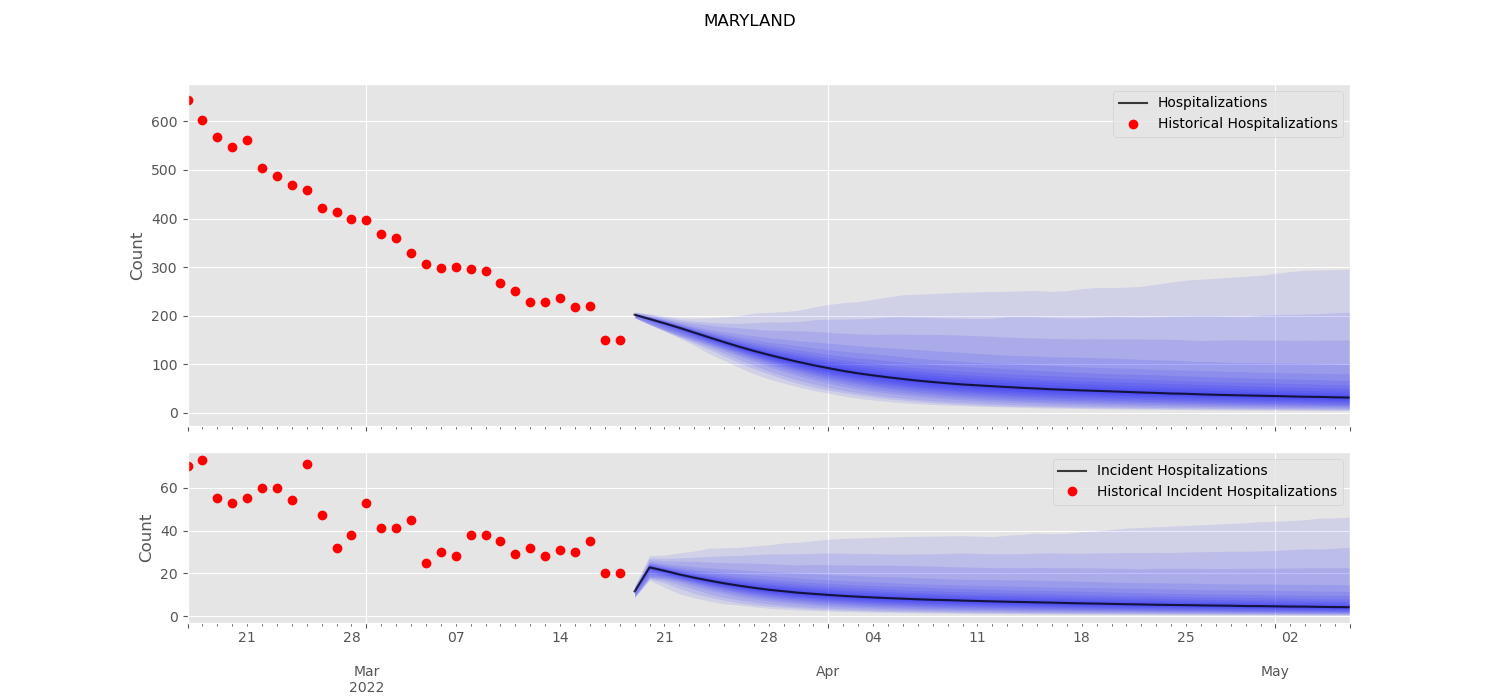 MARYLAND
Hospitalizations
Historical Hospitalizations
Count
600
500
400
300
200
100
0
Incident Hospitalizations
Historical Incident Hospitalizations
Count
60
40
20
0
21 28 07 14 21 28 04 11 18 25 02
Mar Apr May
2022